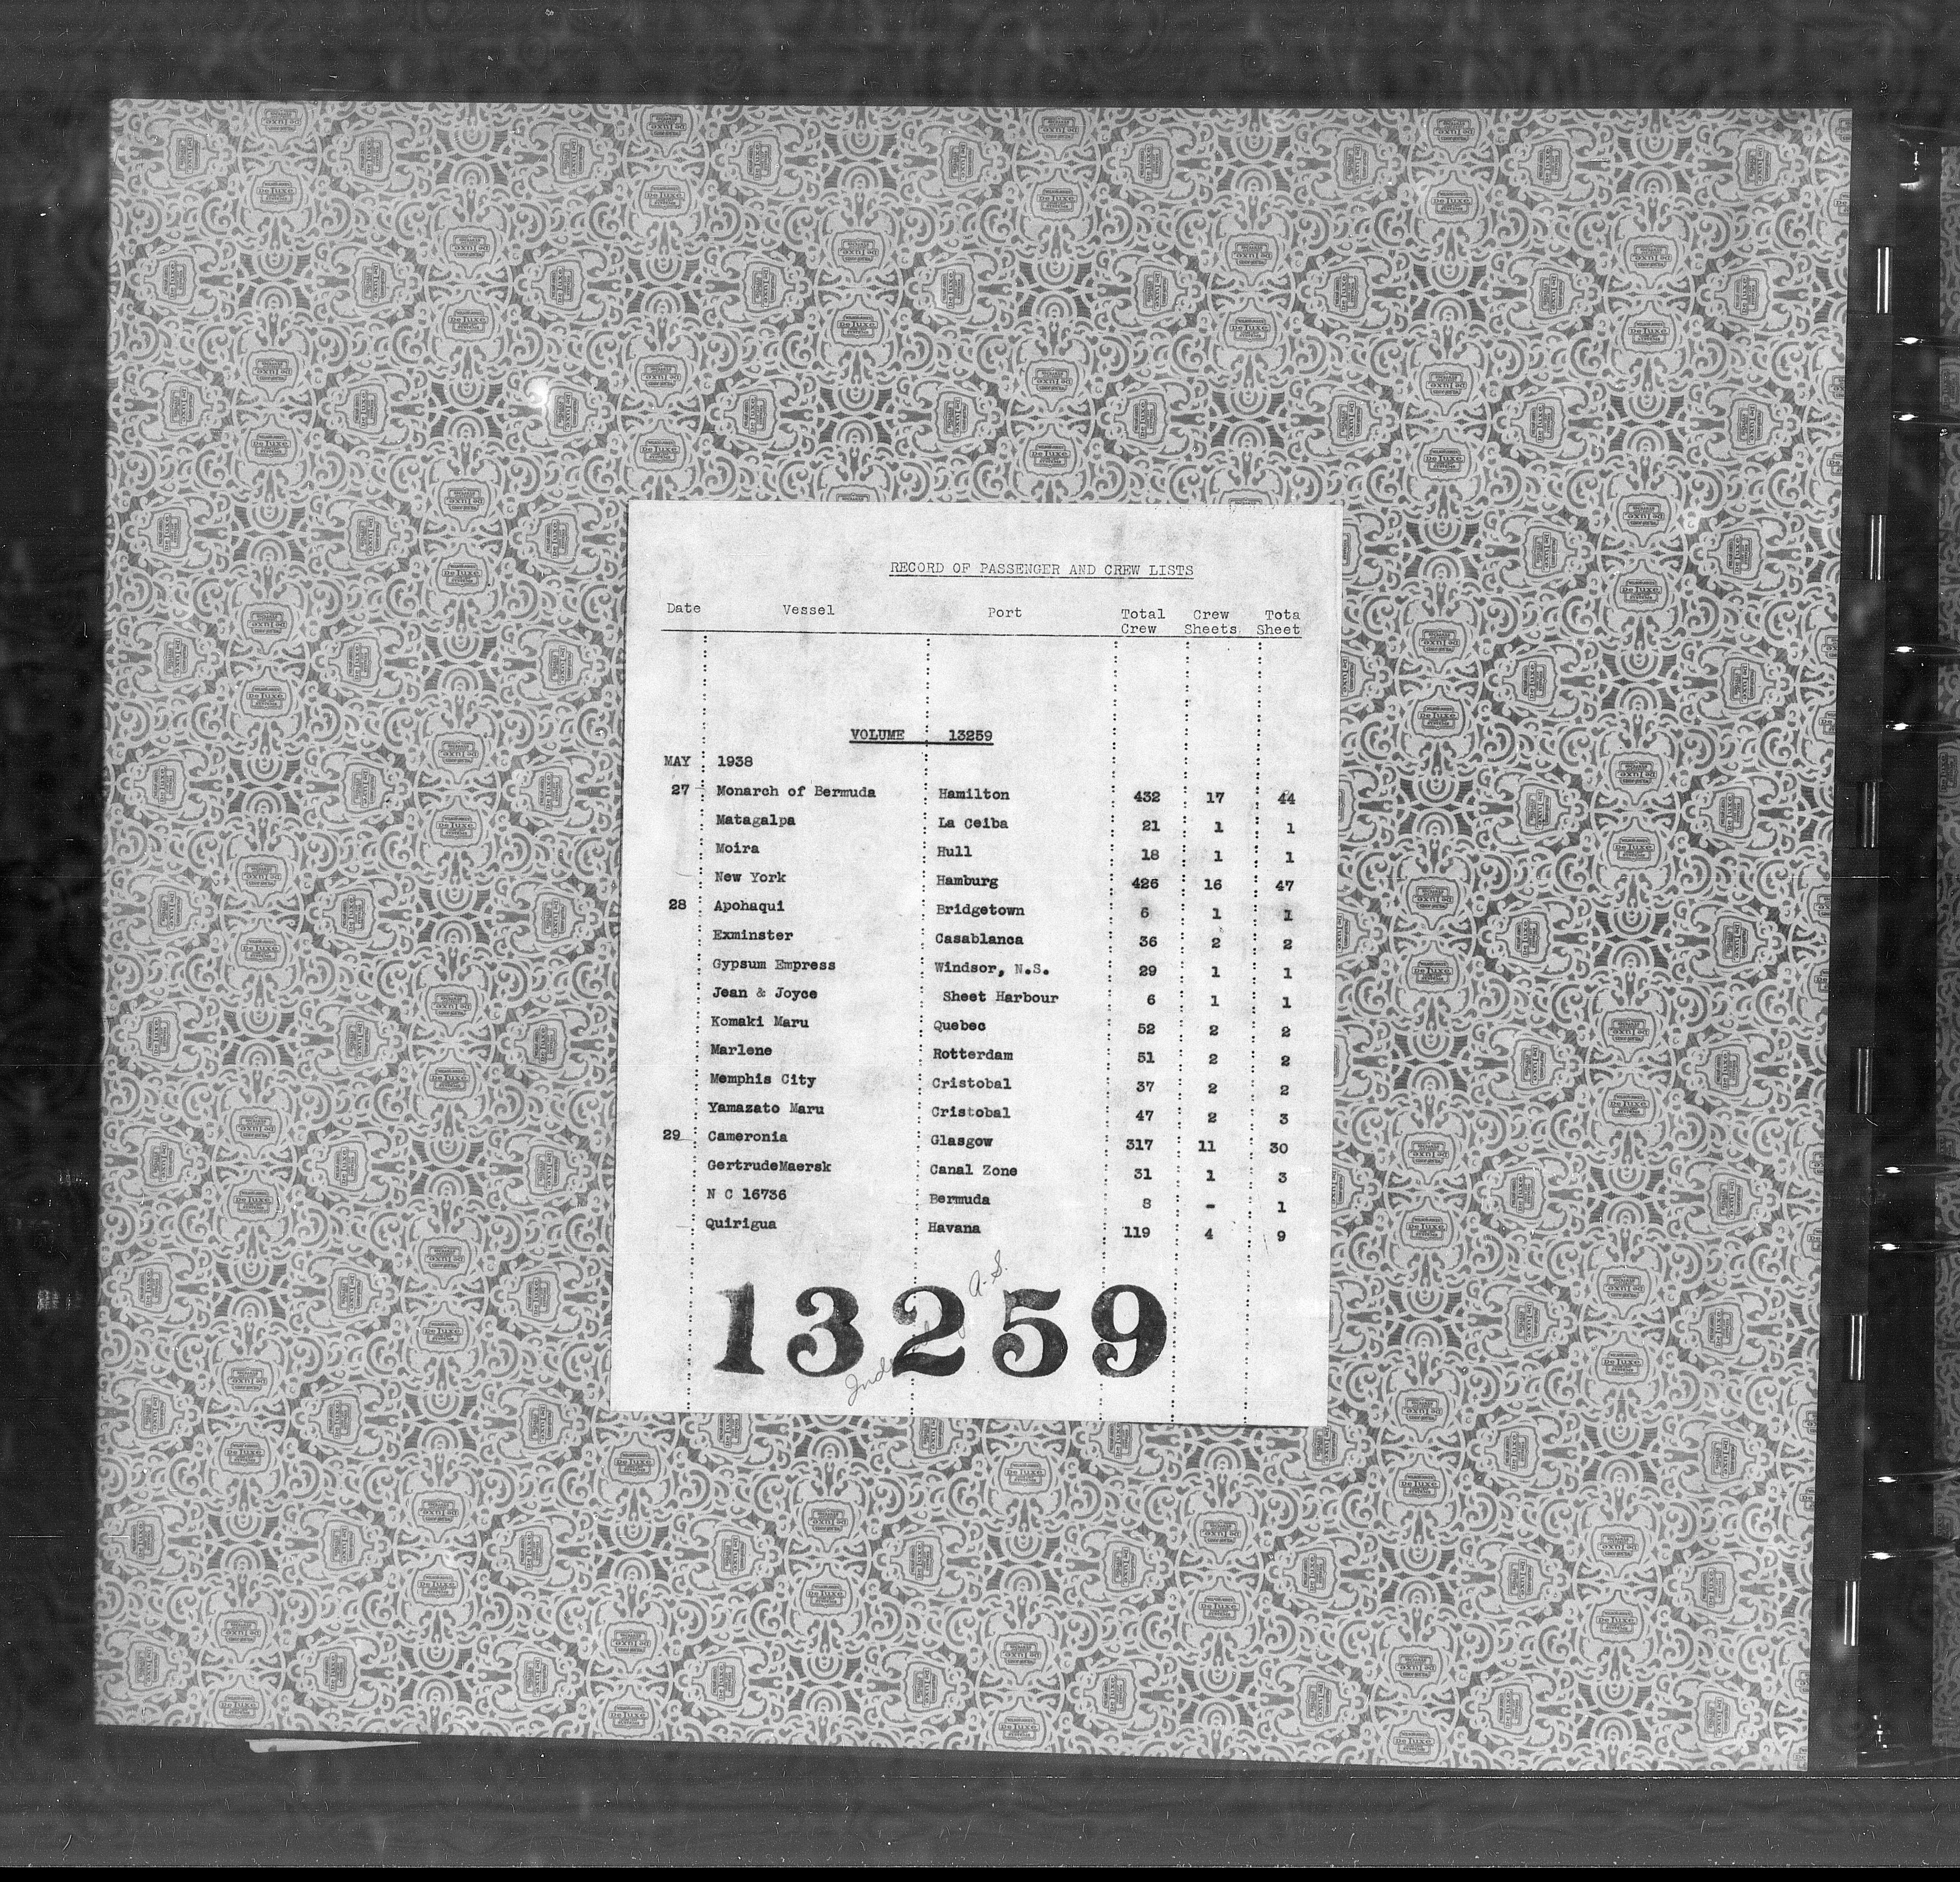 RECORD OF PASSENGER AND CREW LISTS
Date Vessel Port Total Crew Tota
Crew Sheets Sheet
VOLUME 13259
MAY 1938
27 Monarch of Bermuda Hamilton 432 17 44
Matagalpa La Ceiba 21 1 1
Moira Hull 18 1 1
New York Hamburg 426 16 47
28 Apohaqui Bridgetown 6 1 1
Exminster Casablanca 36 2 2
Gypsum Empress Windsor, N.S. 29 1 1
Jean & Joyce Sheet Harbour 6 1 1
Komaki Maru Quebec 52 2 2
Marlene Rotterdam 51 2 2
Memphis City Cristobal 37 2 2
Yamazato Maru Cristobal 47 2 3
29 Cameronia Glasgow 317 11 30
GertrudeMaersk Canal Zone 31 1 3
N C 16736 Bermuda 8 - 1
Quirigua Havana 119 4 9
13259
a.S.